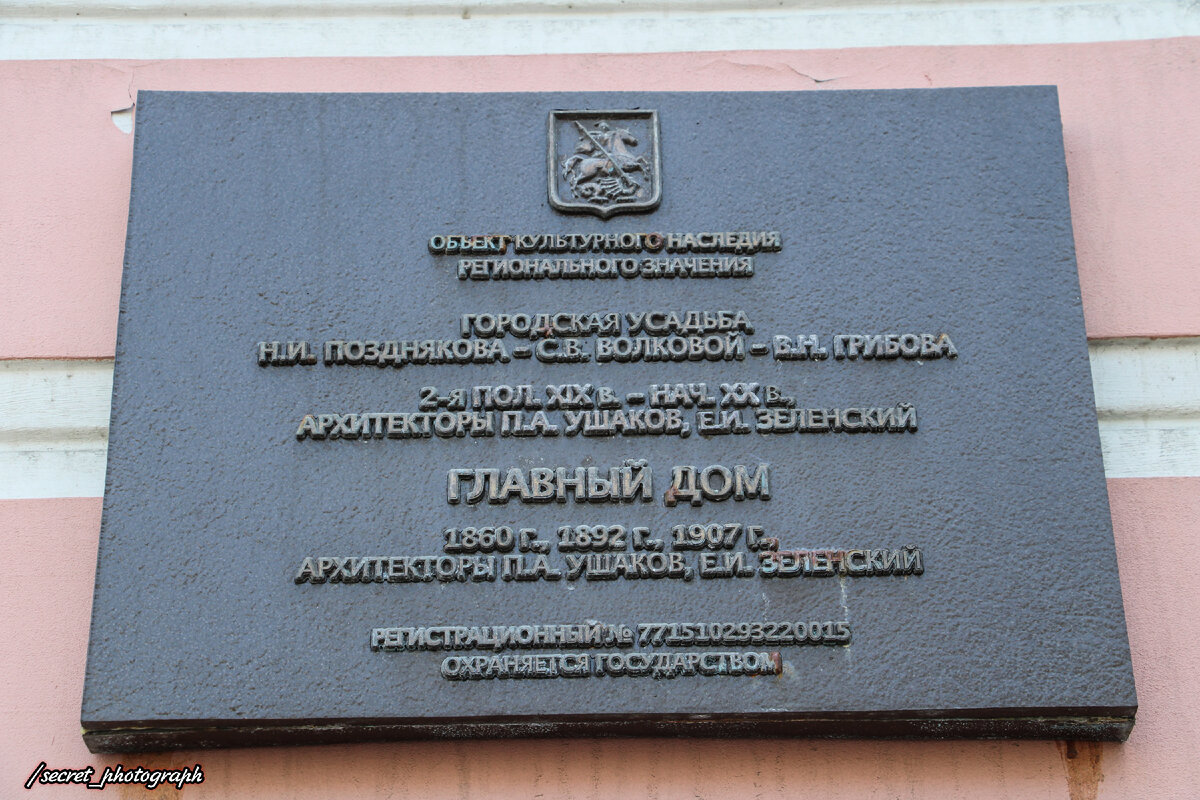 ОБЪЕКТ КУЛЬТУРНОГО НАСЛЕДИЯ
РЕГИОНАЛЬНОГО ЗНАЧЕНИЯ
ГОРОДСКАЯ УСАДЬБА
Н.И. ПОЗДНЯКОВА – С.В. ВОЛКОВОЙ – В.Н. ГРИБОВА
2-я ПОЛ. XIX в. – НАЧ. XX в.,
АРХИТЕКТОРЫ П.А. УШАКОВ, Е.И. ЗЕЛЕНСКИЙ
ГЛАВНЫЙ ДОМ
1860 г., 1892 г., 1907 г.,
АРХИТЕКТОРЫ П.А. УШАКОВ, Е.И. ЗЕЛЕНСКИЙ
РЕГИСТРАЦИОННЫЙ № 771510293220015
ОХРАНЯЕТСЯ ГОСУДАРСТВОМ
/secret_photograph